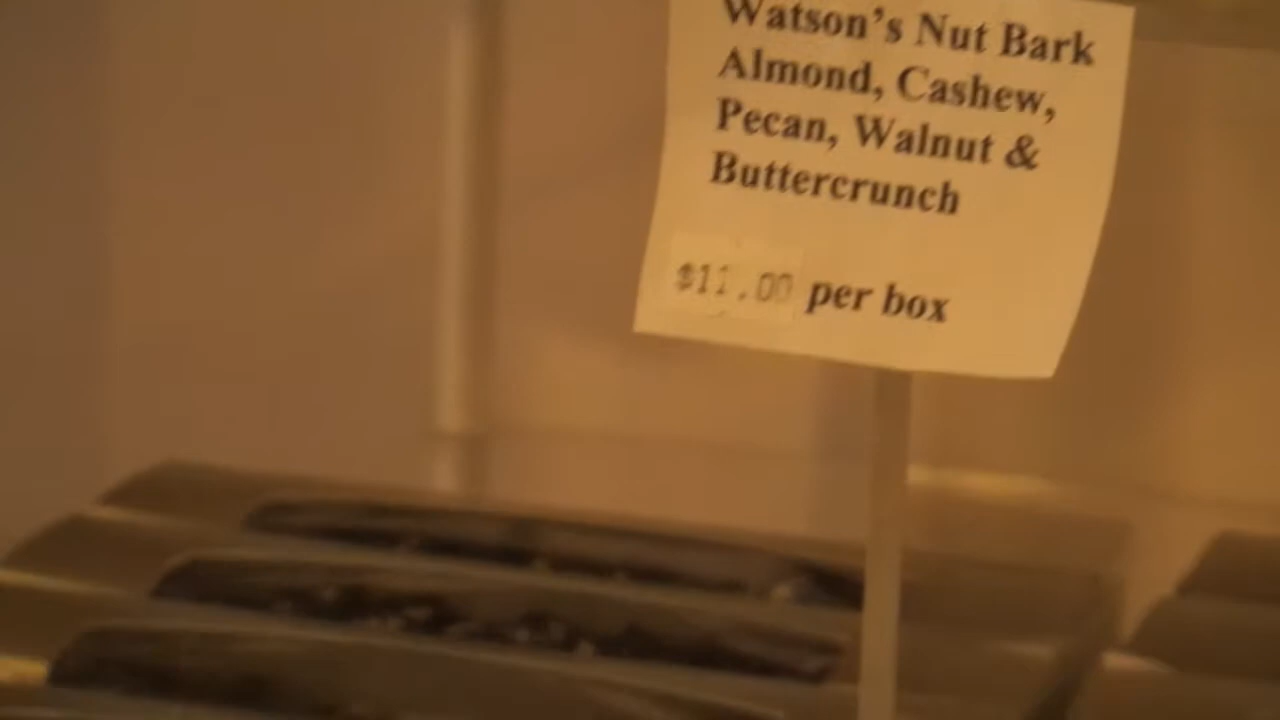 Watson's Nut Bark
Almond, Cashew,
Pecan, Walnut &
Buttercrunch
$11.00 per box